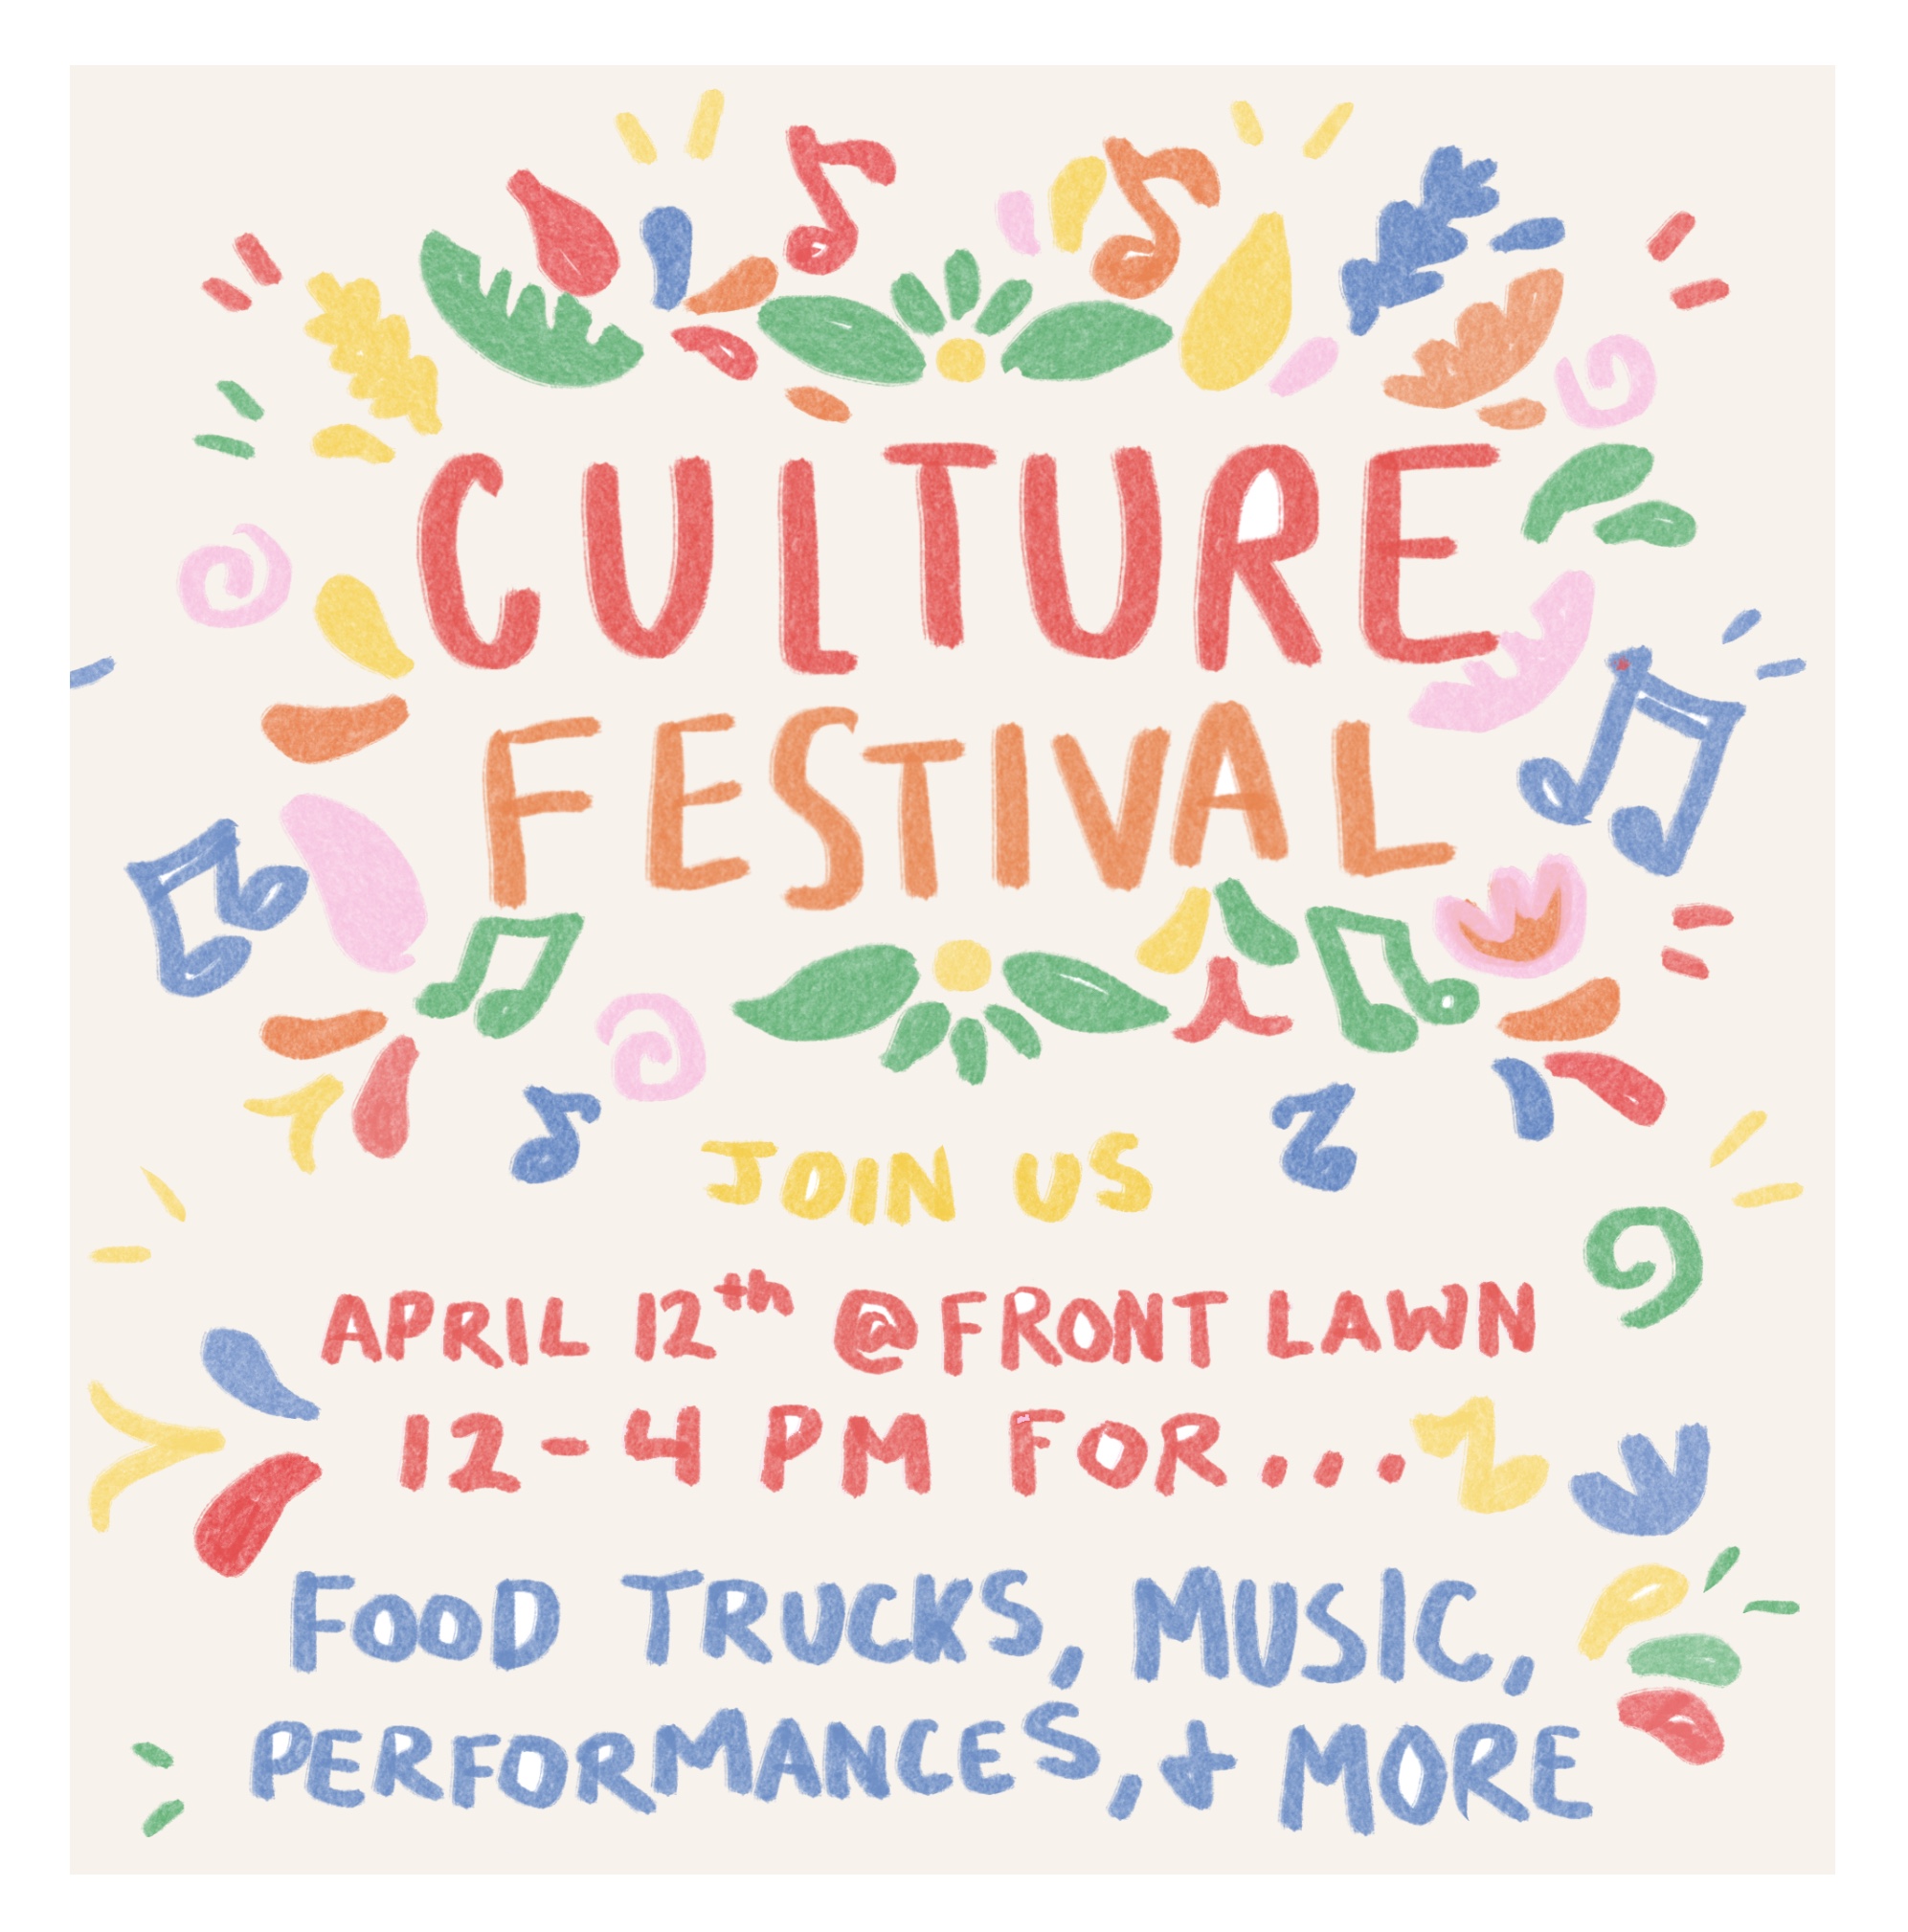 CULTURE
FESTIVAL
JOIN US
APRIL 12th @FRONT LAWN
12-4 PM FOR...
FOOD TRUCKS, MUSIC,
PERFORMANCES, + MORE